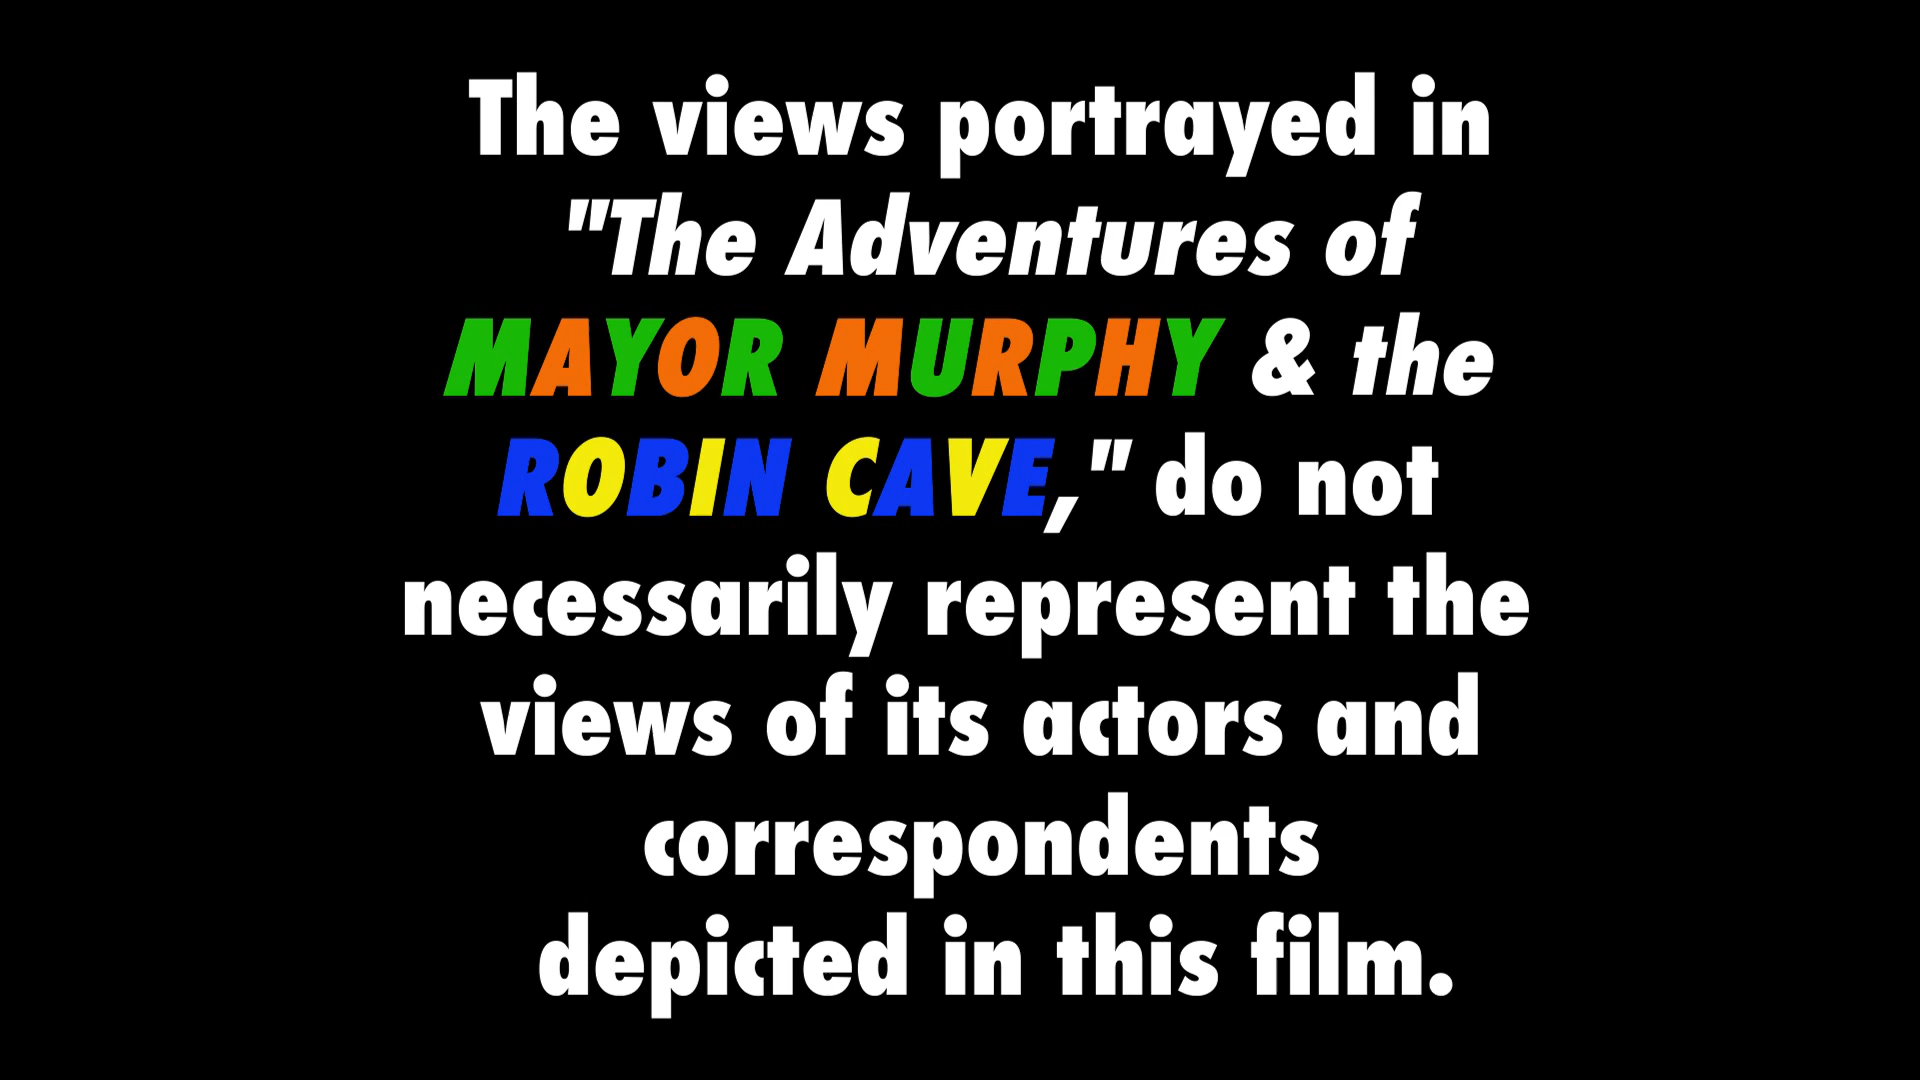 The views portrayed in
"The Adventures of
MAYOR MURPHY & the
ROBIN CAVE," do not
necessarily represent the
views of its actors and
correspondents
depicted in this film.